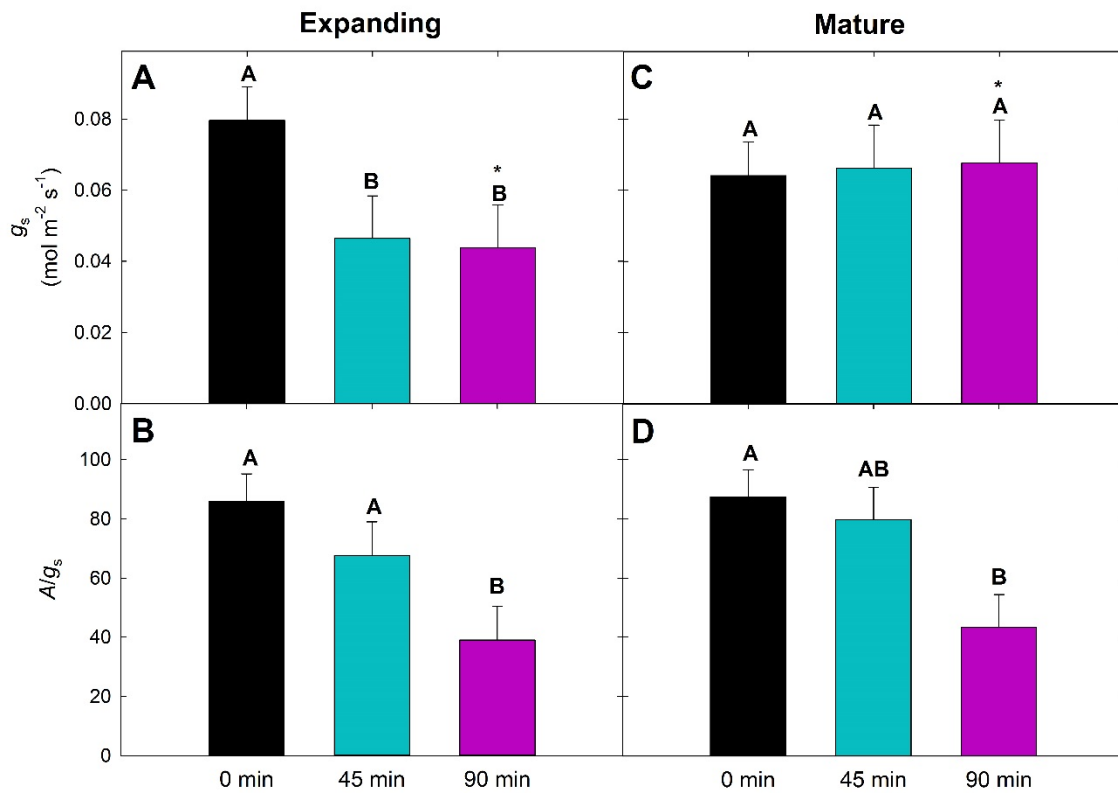 Expanding
Mature
A
A
B
*
B
0.08
0.06
0.04
0.02
0.00
gs
(mol m-2 s-1)
C
A
A
*
A
B
A
A
B
100
80
60
40
20
0
A/gs
0 min
45 min
90 min
D
A
AB
B
0 min
45 min
90 min